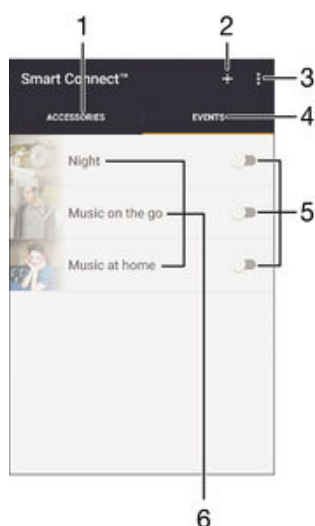 1
2
Smart Connect™
+
3
ACCESSORIES
EVENTS
4
Night
Music on the go
5
Music at home
6